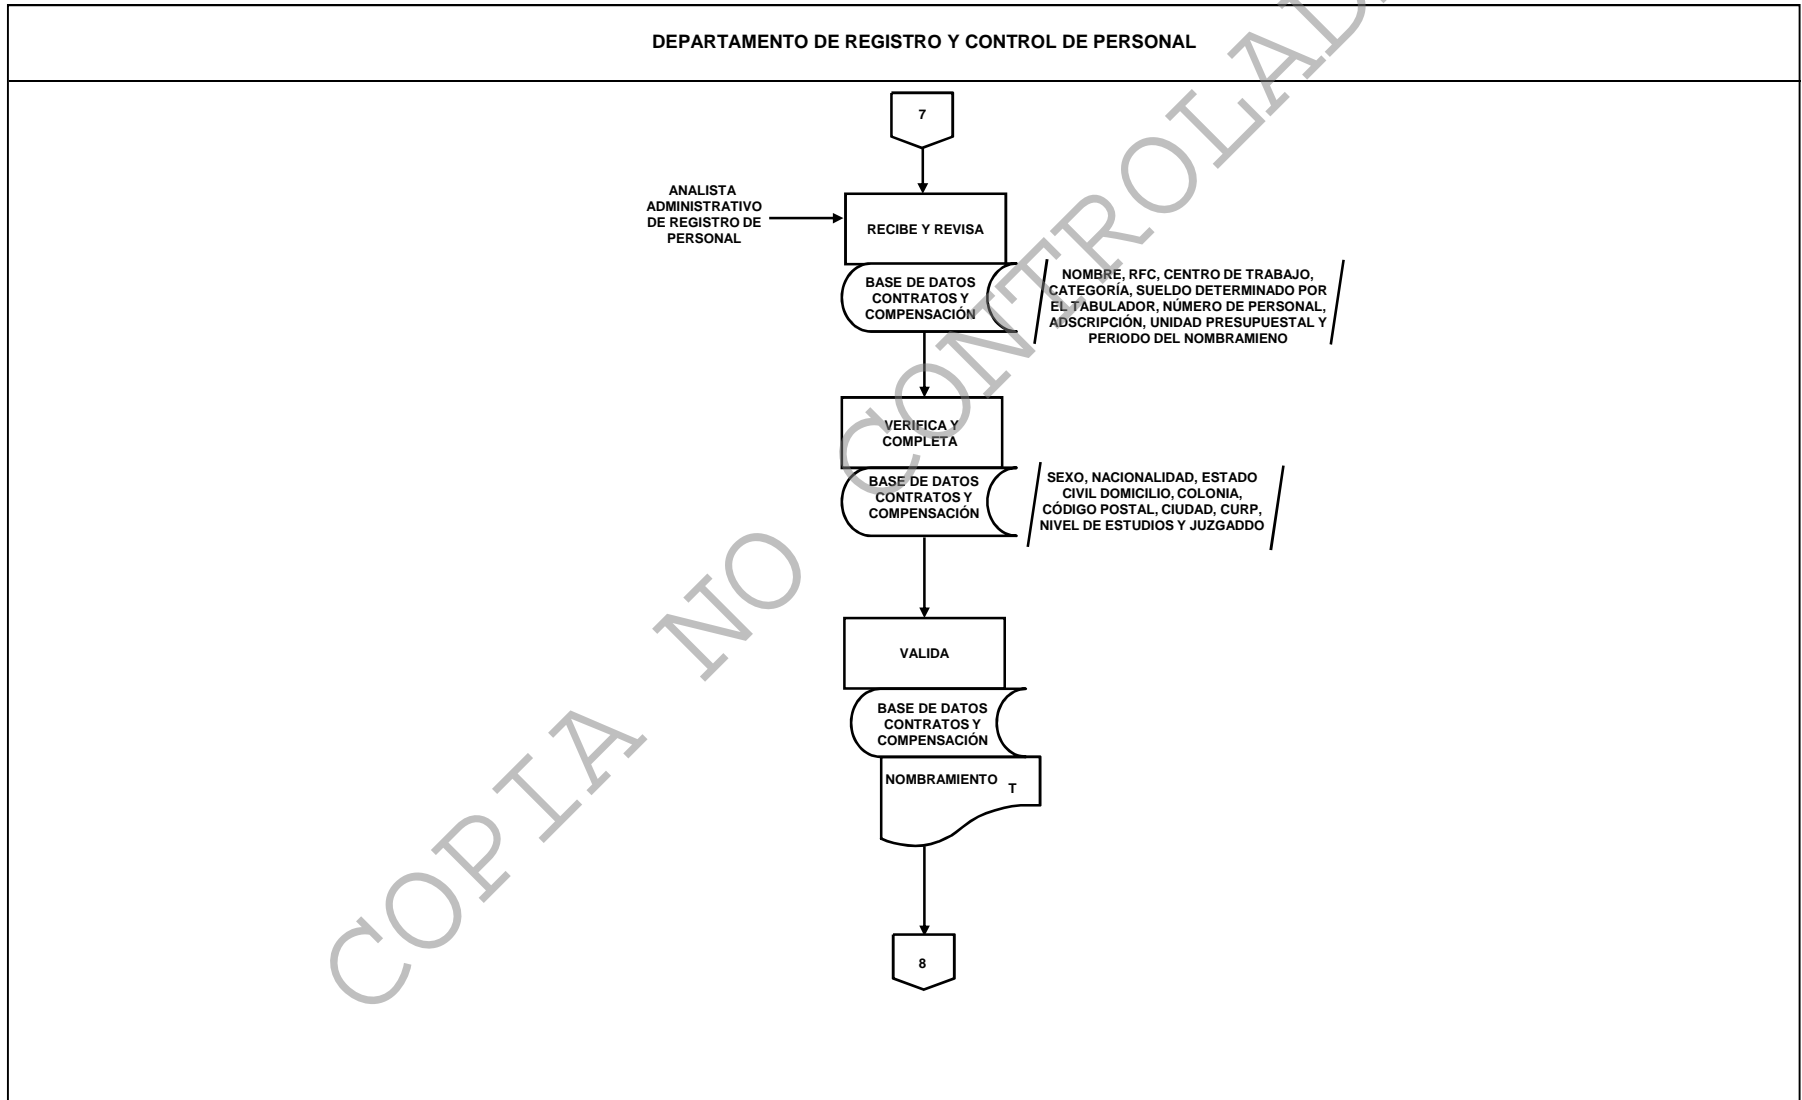 DEPARTAMENTO DE REGISTRO Y CONTROL DE PERSONAL
7
ANALISTA
ADMINISTRATIVO
DE REGISTRO DE
PERSONAL
RECIBE Y REVISA
BASE DE DATOS
CONTRATOS Y
COMPENSACIÓN
NOMBRE, RFC, CENTRO DE TRABAJO,
CATEGORÍA, SUELDO DETERMINADO POR
EL TABULADOR, NÚMERO DE PERSONAL,
ADSCRIPCIÓN, UNIDAD PRESUPUESTAL Y
PERIODO DEL NOMBRAMIENO
VERIFICA Y
COMPLETA
BASE DE DATOS
CONTRATOS Y
COMPENSACIÓN
SEXO, NACIONALIDAD, ESTADO
CIVIL DOMICILIO, COLONIA,
CÓDIGO POSTAL, CIUDAD, CURP,
NIVEL DE ESTUDIOS Y JUZGADDO
VALIDA
BASE DE DATOS
CONTRATOS Y
COMPENSACIÓN
NOMBRAMIENTO T
8
COPIA NO CONTROLAD